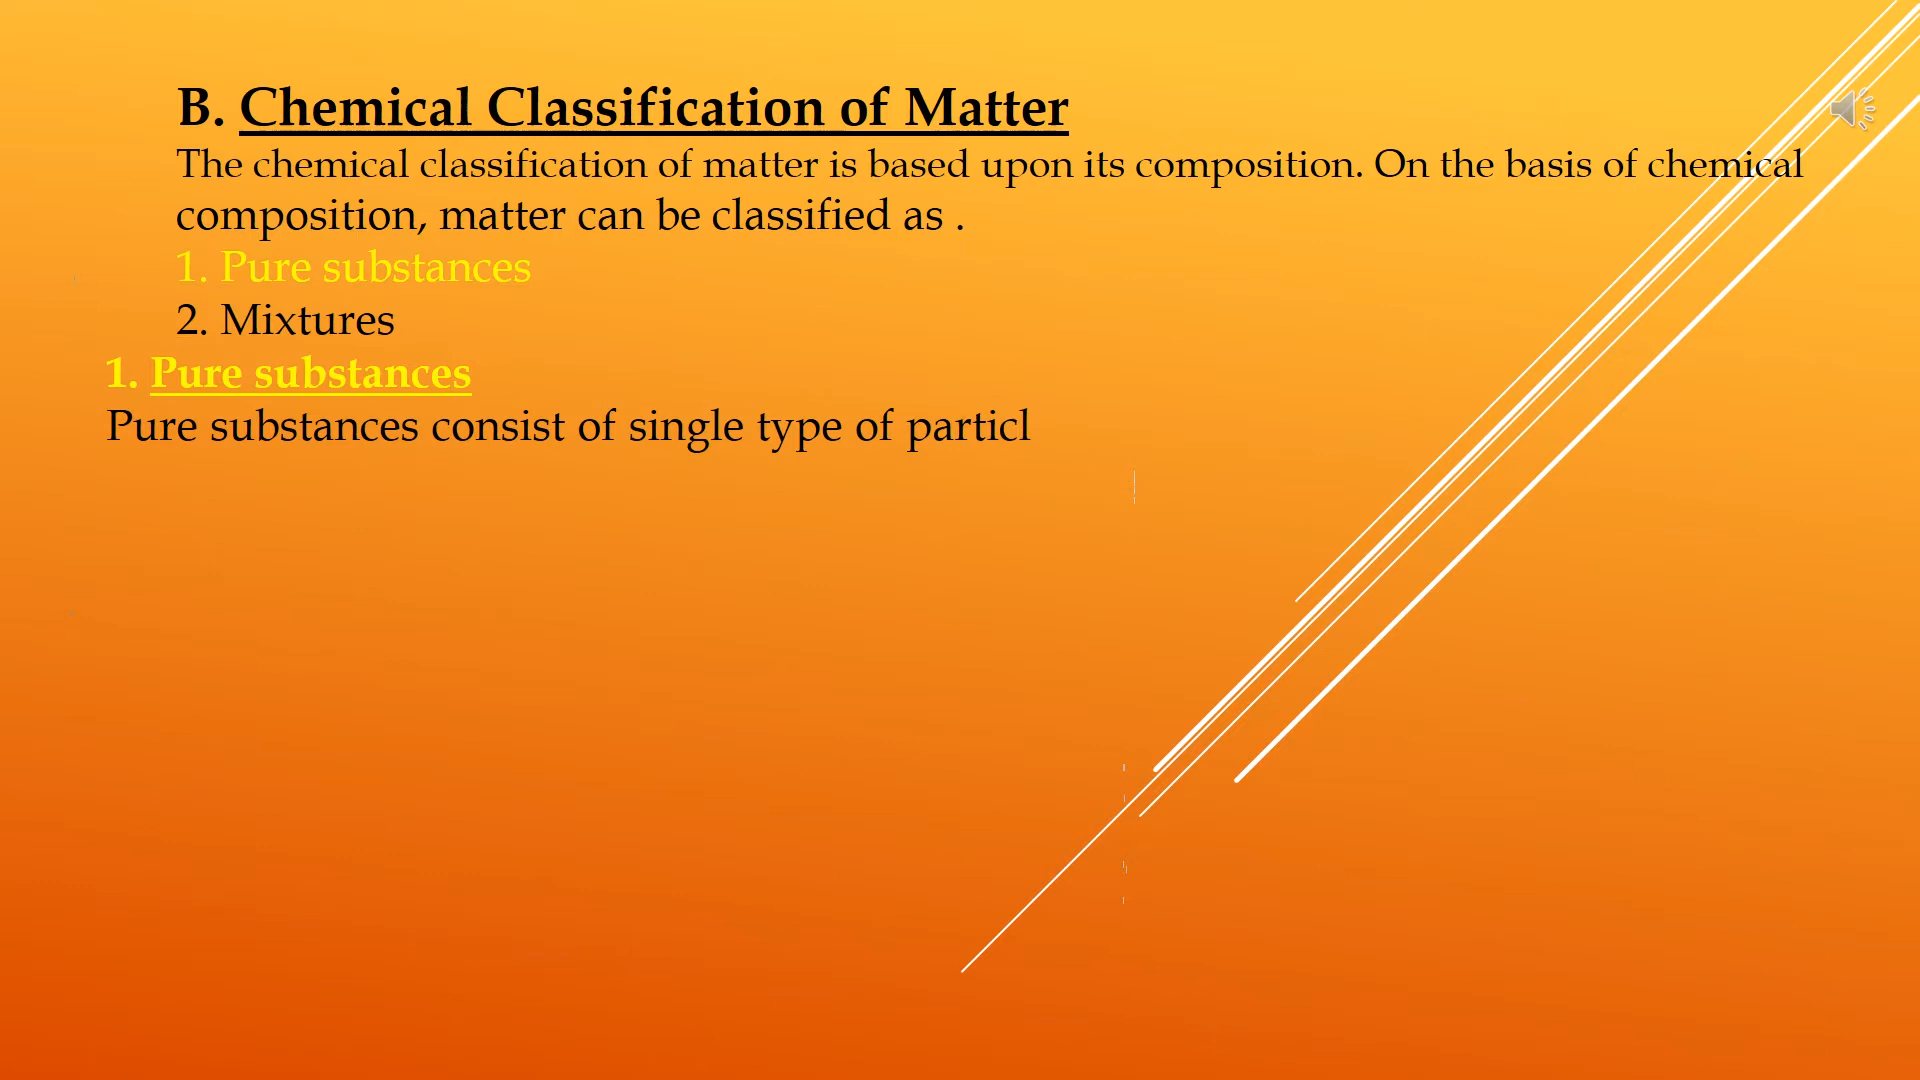 B. Chemical Classification of Matter
The chemical classification of matter is based upon its composition. On the basis of chemical
composition, matter can be classified as .
1. Pure substances
2. Mixtures
1. Pure substances
Pure substances consist of single type of particl